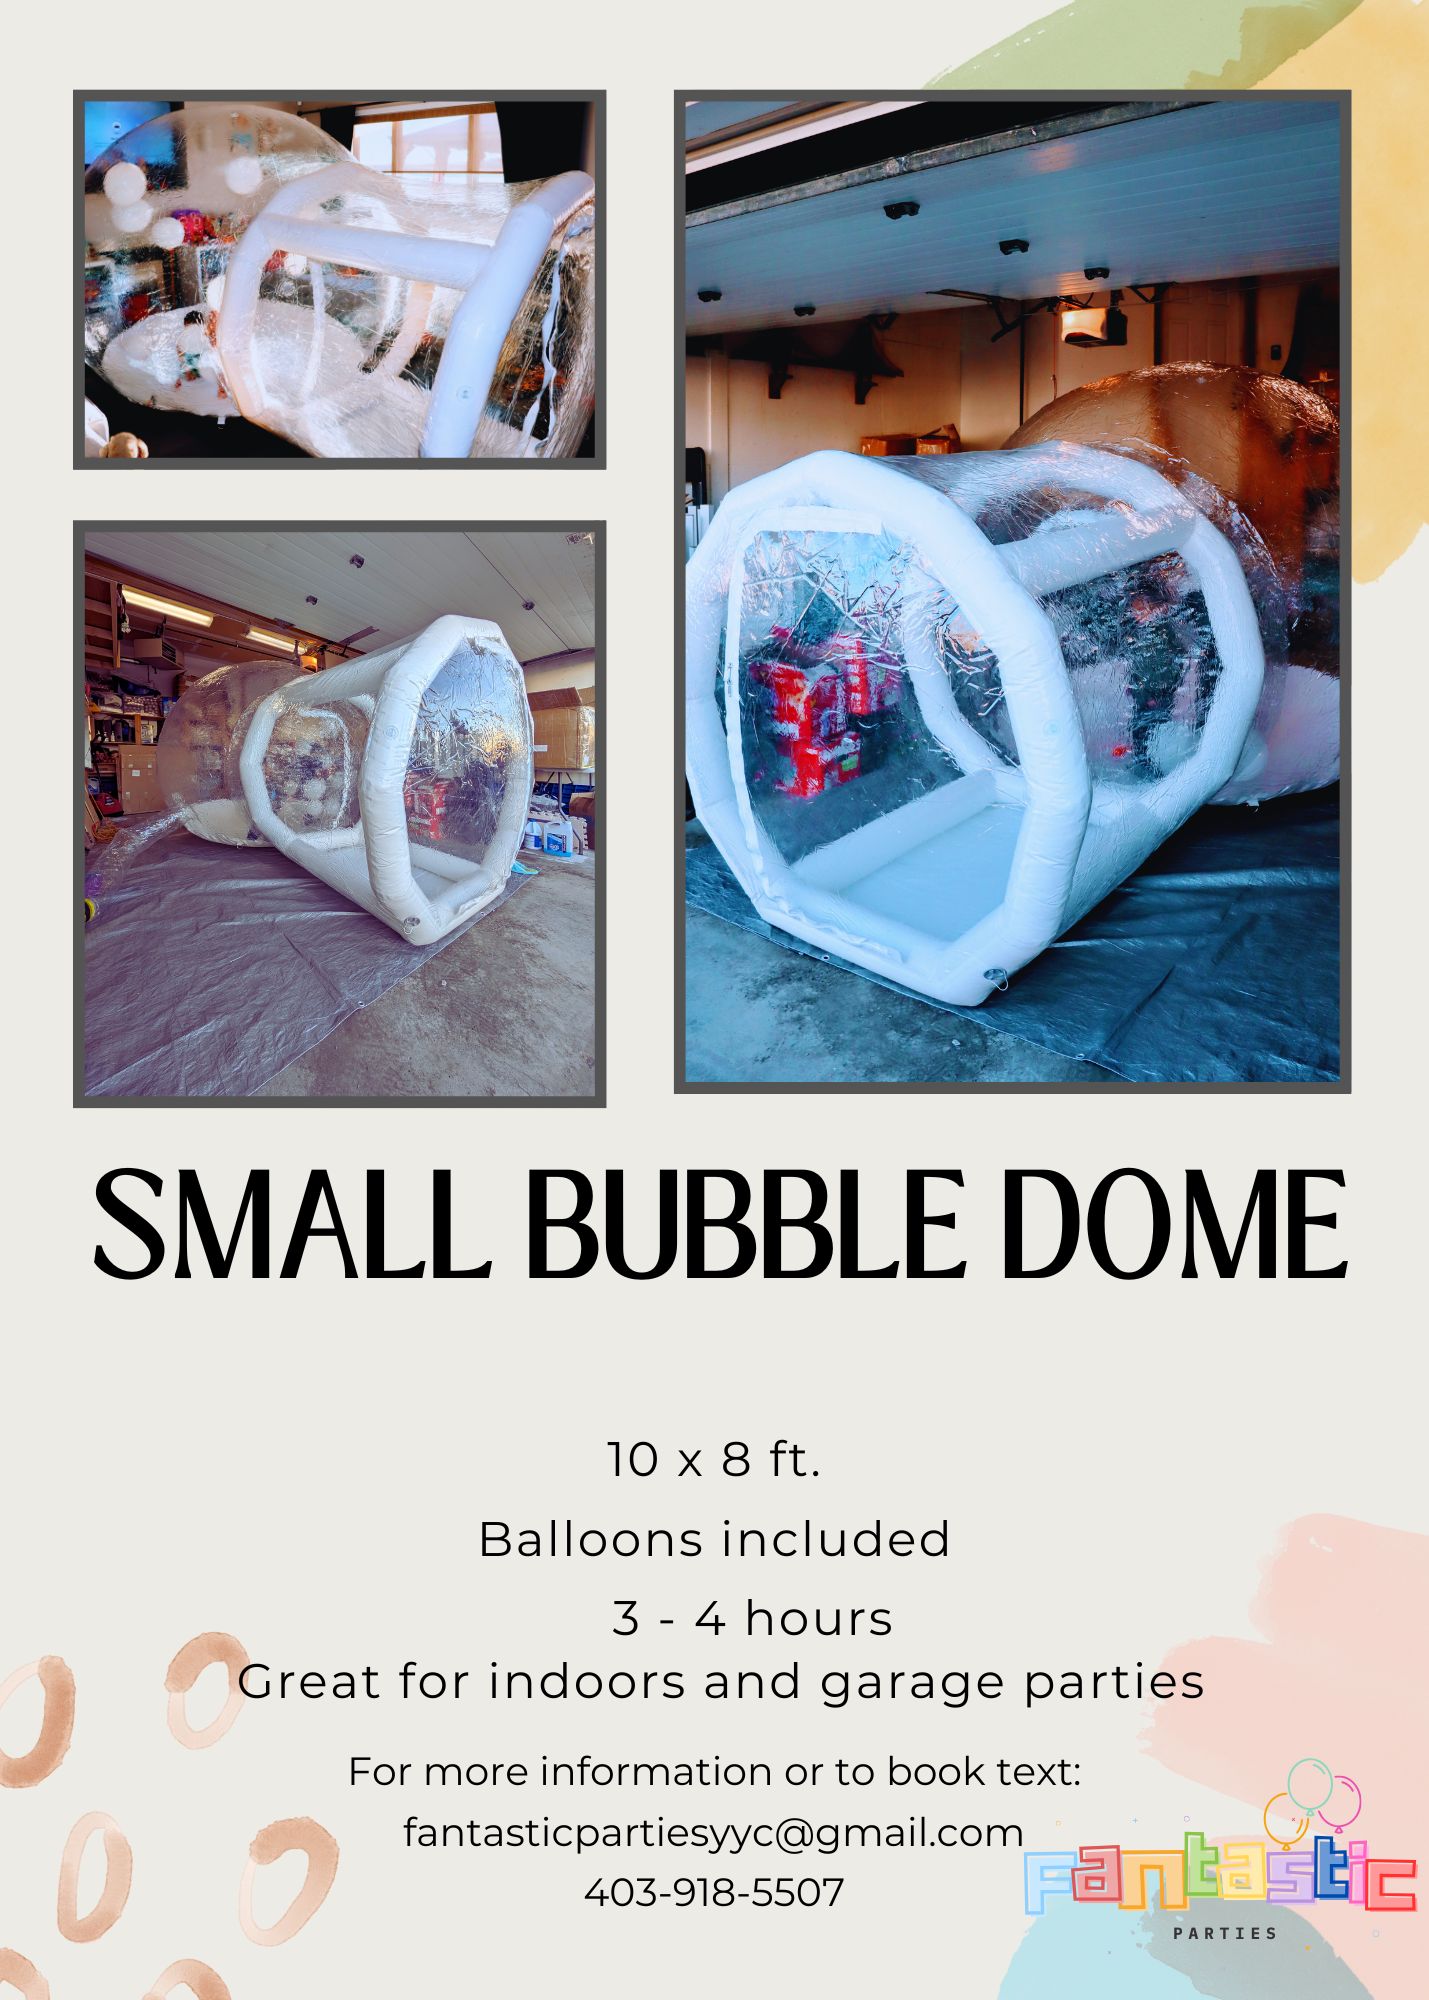 SMALL BUBBLE DOME
10 x 8 ft.
Balloons included
3 - 4 hours
Great for indoors and garage parties
For more information or to book text:
fantasticpartiesyyc@gmail.com
403-918-5507
fantastic
PARTIES